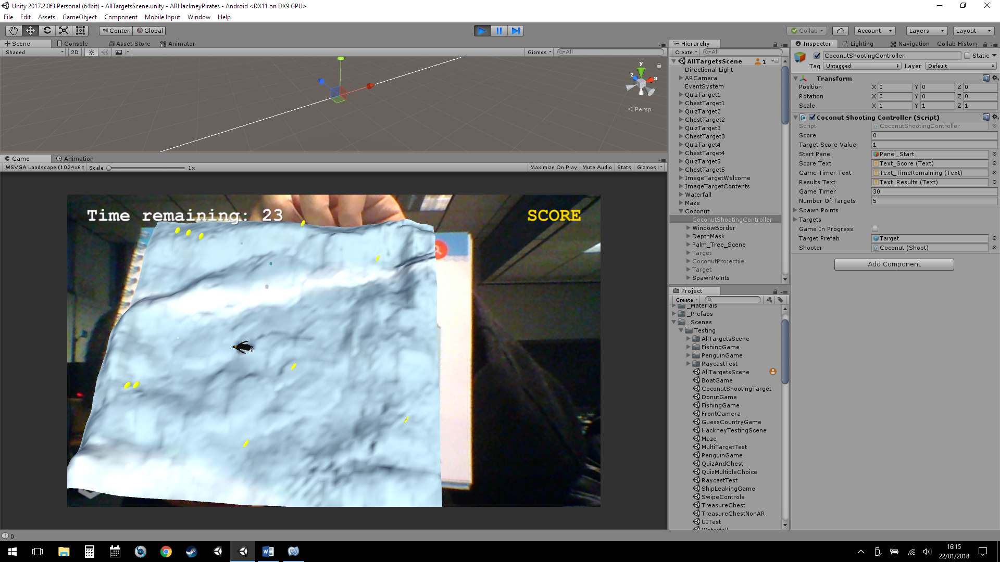 Unity 2017.2.0f3 Personal (64bit) - AllTargetsScene.unity - ARHackneyPirates - Android <DX11 on DX9 GPU>
File Edit Assets GameObject Component Mobile Input Window Help
Center Global Collab Account Layers Layout
Scene Console Asset Store Animator
Shaded 2D Gizmos All
y z x
Persp
Game Animation
WSVGA Landscape (1024x6 Scale 1x Maximize On Play Mute Audio Stats Gizmos
Time remaining: 23 SCORE
Hierarchy
Create All
AllTargetsScene 1
Directional Light
ARCamera
EventSystem
QuizTarget1
ChestTarget1
QuizTarget2
ChestTarget2
QuizTarget3
ChestTarget3
QuizTarget4
ChestTarget4
QuizTarget5
ChestTarget5
ImageTargetWelcome
ImageTargetContents
Waterfall
Maze
Coconut
CoconutShootingController
WindowBorder
DepthMask
Palm_Tree_Scene
Target
CoconutProjectile
Target
SpawnPoints
Project
Create
_Materials
_Prefabs
_Scenes
Testing
AllTargetsScene
FishingGame
PenguinGame
RaycastTest
AllTargetsScene
BoatGame
CoconutShootingTarget
DonutGame
FishingGame
FrontCamera
GuessCountryGame
HackneyTestingScene
Maze
MultiTargetTest
PenguinGame
QuizAndChest
QuizMultipleChoice
RaycastTest
ShipLeakingGame
SwipeControls
TreasureChest
TreasureChestNonAR
UITest
Waterfall
Inspector Lighting Navigation Collab History
CoconutShootingController Static
Tag Untagged Layer Default
Transform
Position X 0 Y 0 Z 0
Rotation X 0 Y 0 Z 0
Scale X 1 Y 1 Z 1
Coconut Shooting Controller (Script)
Script CoconutShootingController
Score 0
Target Score Value 1
Start Panel Panel_Start
Score Text Text_Score (Text)
Game Timer Text Text_TimeRemaining (Text)
Results Text Text_Results (Text)
Game Timer 30
Number Of Targets 5
Spawn Points
Targets
Game In Progress
Target Prefab Target
Shooter Coconut (Shoot)
Add Component
0
16:15
22/01/2018